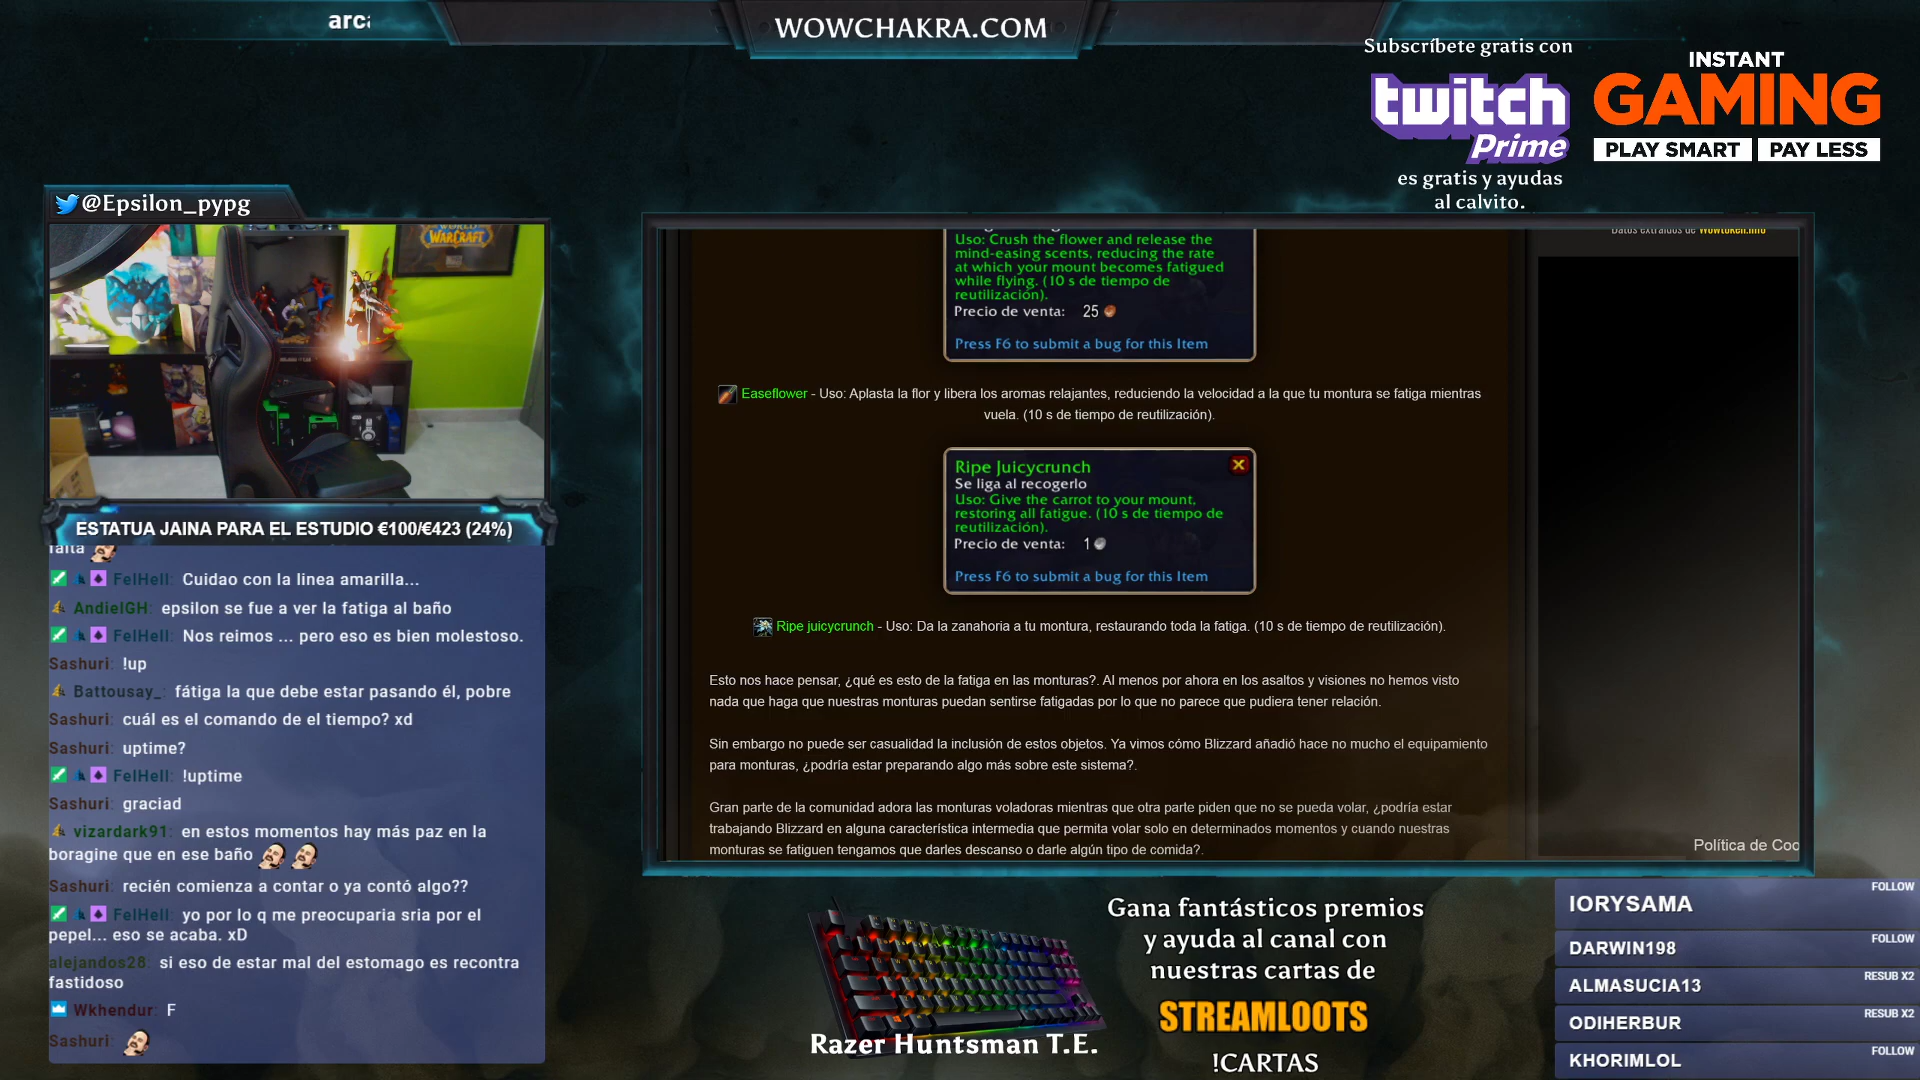 arca
WOWCHAKRA.COM
Subscríbete gratis con
twitch
Prime
es gratis y ayudas
al calvito.
INSTANT
GAMING
PLAY SMART PAY LESS
@Epsilon_pypg
WORLD
WARCRAFT
ESTATUA JAINA PARA EL ESTUDIO €100/€423 (24%)
falta
FelHell: Cuidao con la linea amarilla...
AndielGH: epsilon se fue a ver la fatiga al baño
FelHell: Nos reimos ... pero eso es bien molestoso.
Sashuri: !up
Battousay_: fátiga la que debe estar pasando él, pobre
Sashuri: cuál es el comando de el tiempo? xd
Sashuri: uptime?
FelHell: !uptime
Sashuri: graciad
vizardark91: en estos momentos hay más paz en la
boragine que en ese baño
Sashuri: recién comienza a contar o ya contó algo??
FelHell: yo por lo q me preocuparia sria por el
pepel... eso se acaba. xD
alejandos28: si eso de estar mal del estomago es recontra
fastidoso
Wkhendur: F
Sashuri:
Uso: Crush the flower and release the
mind-easing scents, reducing the rate
at which your mount becomes fatigued
while flying. (10 s de tiempo de
reutilización).
Precio de venta: 25
Press F6 to submit a bug for this Item
Easeflower - Uso: Aplasta la flor y libera los aromas relajantes, reduciendo la velocidad a la que tu montura se fatiga mientras
vuela. (10 s de tiempo de reutilización).
Ripe Juicycrunch
Se liga al recogerlo
Uso: Give the carrot to your mount,
restoring all fatigue. (10 s de tiempo de
reutilización).
Precio de venta: 1
Press F6 to submit a bug for this Item
Ripe juicycrunch - Uso: Da la zanahoria a tu montura, restaurando toda la fatiga. (10 s de tiempo de reutilización).
Esto nos hace pensar, ¿qué es esto de la fatiga en las monturas?. Al menos por ahora en los asaltos y visiones no hemos visto
nada que haga que nuestras monturas puedan sentirse fatigadas por lo que no parece que pudiera tener relación.
Sin embargo no puede ser casualidad la inclusión de estos objetos. Ya vimos cómo Blizzard añadió hace no mucho el equipamiento
para monturas, ¿podría estar preparando algo más sobre este sistema?.
Gran parte de la comunidad adora las monturas voladoras mientras que otra parte piden que no se pueda volar, ¿podría estar
trabajando Blizzard en alguna característica intermedia que permita volar solo en determinados momentos y cuando nuestras
monturas se fatiguen tengamos que darles descanso o darle algún tipo de comida?.
Datos extraídos de Wowtoken.info
Política de Coo
Razer Huntsman T.E.
Gana fantásticos premios
y ayuda al canal con
nuestras cartas de
STREAMLOOTS
!CARTAS
IORYSAMA FOLLOW
DARWIN198 FOLLOW
ALMASUCIA13 RESUB X2
ODIHERBUR RESUB X2
KHORIMLOL FOLLOW